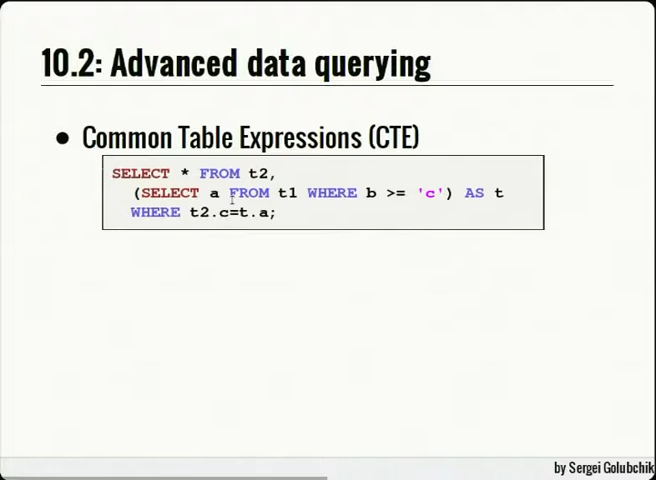 10.2: Advanced data querying
● Common Table Expressions (CTE)
SELECT * FROM t2,
(SELECT a FROM t1 WHERE b >= 'c') AS t
WHERE t2.c=t.a;
by Sergei Golubchik